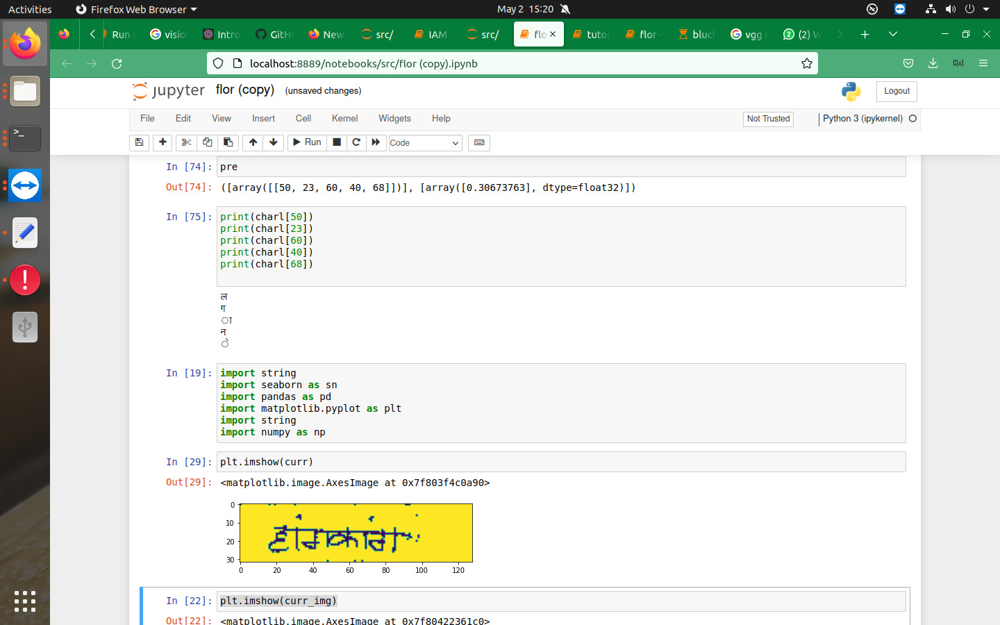 Activities Firefox Web Browser May 2 15:20
Run src/ Intro GitH New src/ IAM src/ flo tutor flor bluch vgg (2) W
localhost:8889/notebooks/src/flor (copy).ipynb
jupyter flor (copy) (unsaved changes) Logout
File Edit View Insert Cell Kernel Widgets Help Not Trusted Python 3 (ipykernel)
Run Code
In [74]: pre
Out[74]: ([array([[50, 23, 60, 40, 68]])], [array([0.30673763], dtype=float32)])
In [75]: print(charl[50])
print(charl[23])
print(charl[60])
print(charl[40])
print(charl[68])
ल
ग
ा
न
े
In [19]: import string
import seaborn as sn
import pandas as pd
import matplotlib.pyplot as plt
import string
import numpy as np
In [29]: plt.imshow(curr)
Out[29]: <matplotlib.image.AxesImage at 0x7f803f4c0a90>
0
10
20
30
0 20 40 60 80 100 120
In [22]: plt.imshow(curr_img)
Out[22]: <matplotlib.image.AxesImage at 0x7f80422361c0>